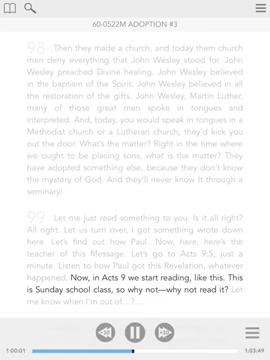 60-0522M ADOPTION #3
98 Then they made a church, and today them church
men deny everything that John Wesley stood for. John
Wesley preached Divine healing. John Wesley believed
in the baptism of the Spirit. John Wesley believed in all
the restoration of the gifts. John Wesley, Martin Luther,
many of those great men spoke in tongues and
interpreted. And, today, you would speak in tongues in a
Methodist church or a Lutheran church, they'd kick you
out the door. What's the matter? Right in the time where
we ought to be placing sons, what is the matter? They
have adopted something else, because they don't know
the mystery of God. And they'll never know It through a
seminary!
99 Let me just read something to you. Is it all right?
All right. Let us turn over, I got something wrote down
here. Let's find out how Paul...Now, here, here's the
teacher of this Message. Let's go to Acts 9:5, just a
minute. Listen to how Paul got this Revelation, whatever
happened. Now, in Acts 9 we start reading, like this. This
is Sunday school class, so why not—why not read it? Let
me know when I'm out of...?...
1:00:01
1:03:49